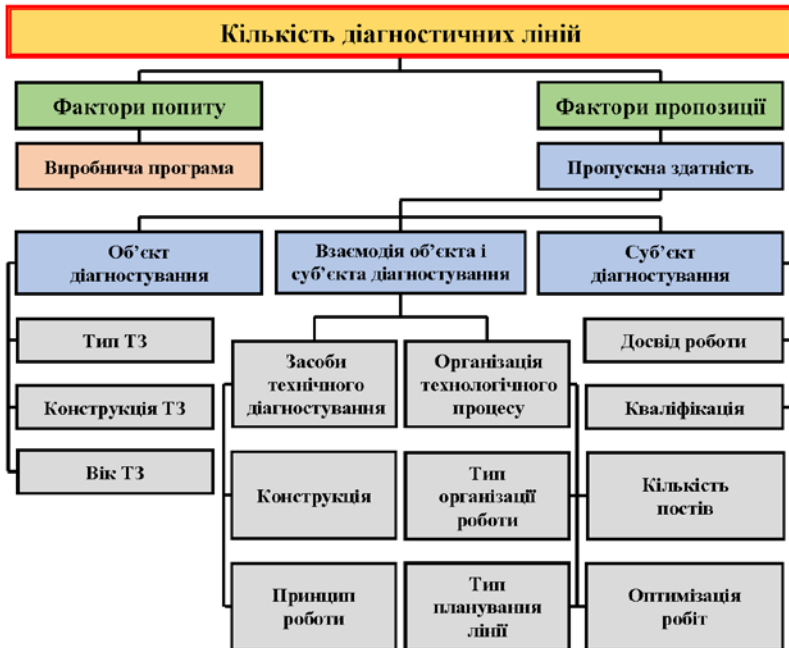 Кількість діагностичних ліній
Фактори попиту
Фактори пропозиції
Виробнича програма
Пропускна здатність
Об’єкт
діагностування
Взаємодія об’єкта і
суб’єкта діагностування
Суб’єкт
діагностування
Тип ТЗ
Конструкція ТЗ
Вік ТЗ
Засоби
технічного
діагностування
Організація
технологічного
процесу
Досвід роботи
Кваліфікація
Конструкція
Тип
організації
роботи
Кількість
постів
Принцип
роботи
Тип
планування
лінії
Оптимізація
робіт